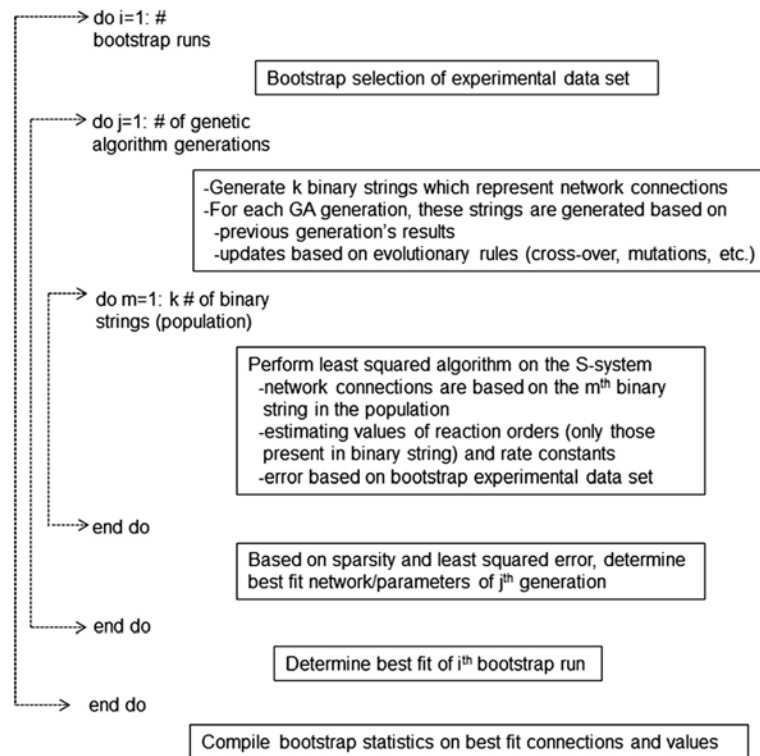 do i=1: #
bootstrap runs
Bootstrap selection of experimental data set
do j=1: # of genetic
algorithm generations
-Generate k binary strings which represent network connections
-For each GA generation, these strings are generated based on
-previous generation's results
-updates based on evolutionary rules (cross-over, mutations, etc.)
do m=1: k # of binary
strings (population)
Perform least squared algorithm on the S-system
-network connections are based on the mth binary
string in the population
-estimating values of reaction orders (only those
present in binary string) and rate constants
-error based on bootstrap experimental data set
end do
Based on sparsity and least squared error, determine
best fit network/parameters of jth generation
end do
Determine best fit of ith bootstrap run
end do
Compile bootstrap statistics on best fit connections and values